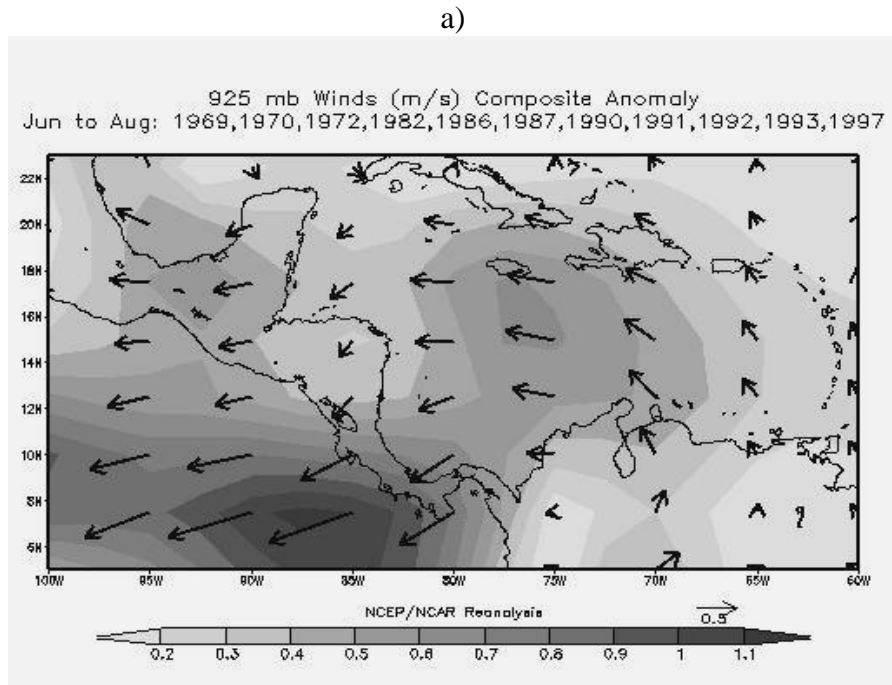 a)
925 mb Winds (m/s) Composite Anomaly
Jun to Aug: 1969,1970,1972,1982,1986,1987,1990,1991,1992,1993,1997
22N
20N
18N
16N
14N
12N
10N
8N
6N
100W 95W 90W 85W 80W 75W 70W 65W 60W
NCEP/NCAR Reanalysis
0.5
0.2 0.3 0.4 0.5 0.6 0.7 0.8 0.9 1 1.1